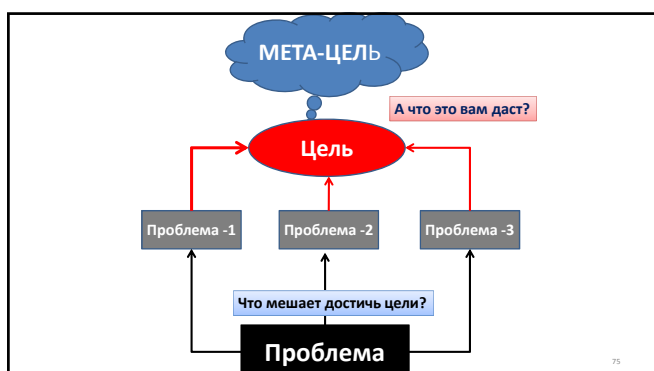 МЕТА-ЦЕЛЬ
А что это вам даст?
Цель
Проблема -1
Проблема -2
Проблема -3
Что мешает достичь цели?
Проблема
75